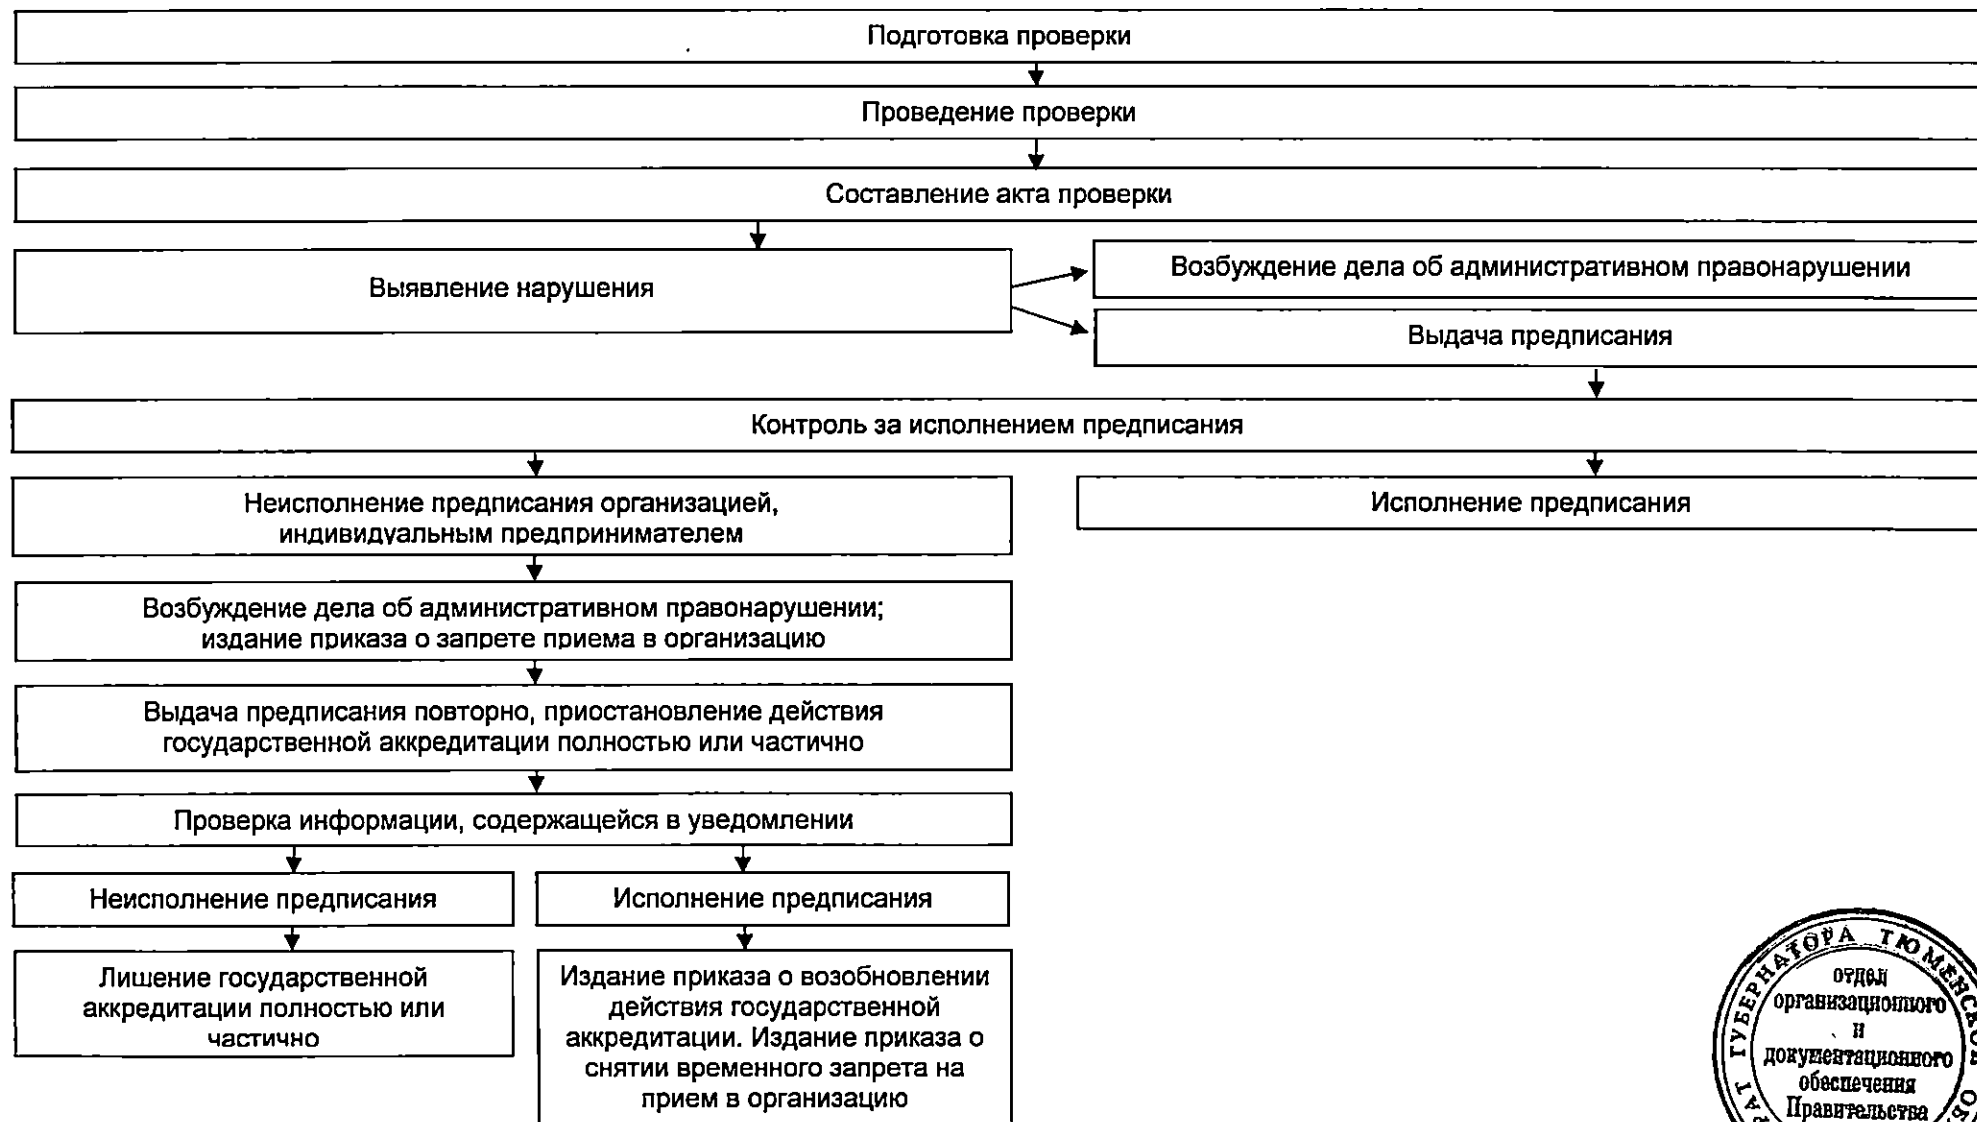 Подготовка проверки
Проведение проверки
Составление акта проверки
Выявление нарушения
Возбуждение дела об административном правонарушении
Выдача предписания
Контроль за исполнением предписания
Неисполнение предписания организацией,
индивидуальным предпринимателем
Исполнение предписания
Возбуждение дела об административном правонарушении;
издание приказа о запрете приема в организацию
Выдача предписания повторно, приостановление действия
государственной аккредитации полностью или частично
Проверка информации, содержащейся в уведомлении
Неисполнение предписания
Исполнение предписания
Лишение государственной
аккредитации полностью или
частично
Издание приказа о возобновлении
действия государственной
аккредитации. Издание приказа о
снятии временного запрета на
прием в организацию
ГУБЕРНАТОРА ТЮМЕНСКОЙ
отдел
организационного
и
документационного
обеспечения
Правительства